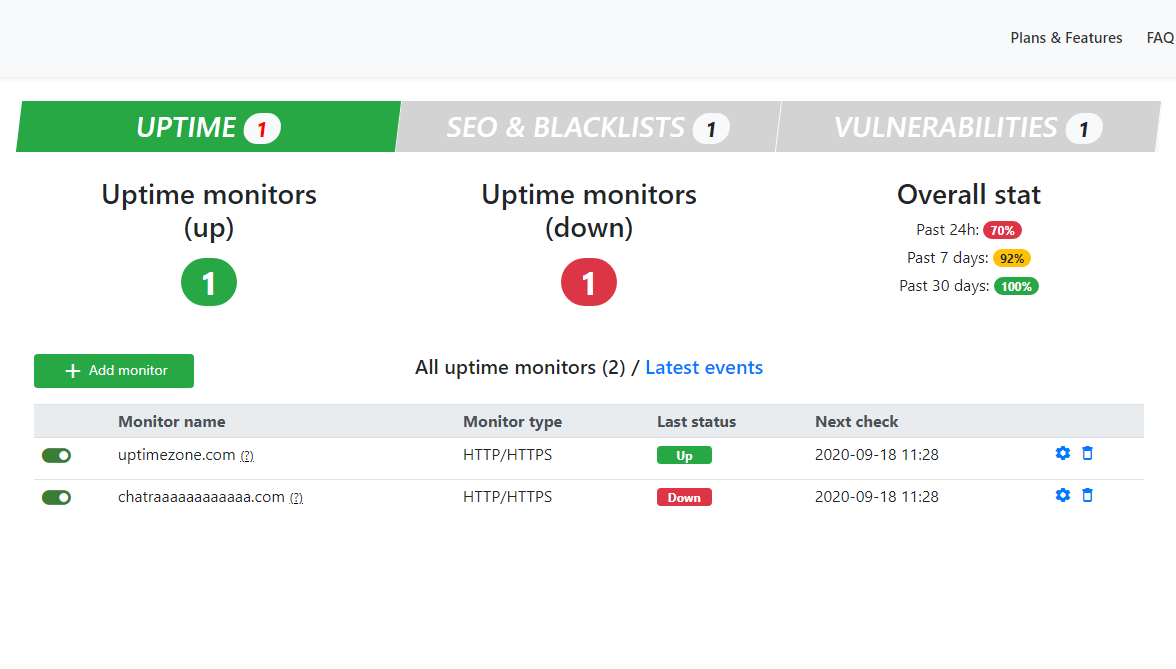 Plans & Features FAQ
UPTIME 1
SEO & BLACKLISTS 1
VULNERABILITIES 1
Uptime monitors
(up)
1
Uptime monitors
(down)
1
Overall stat
Past 24h: 70%
Past 7 days: 92%
Past 30 days: 100%
+ Add monitor
All uptime monitors (2) / Latest events
Monitor name Monitor type Last status Next check
uptimezone.com (?) HTTP/HTTPS Up 2020-09-18 11:28
chatraaaaaaaaaaaa.com (?) HTTP/HTTPS Down 2020-09-18 11:28